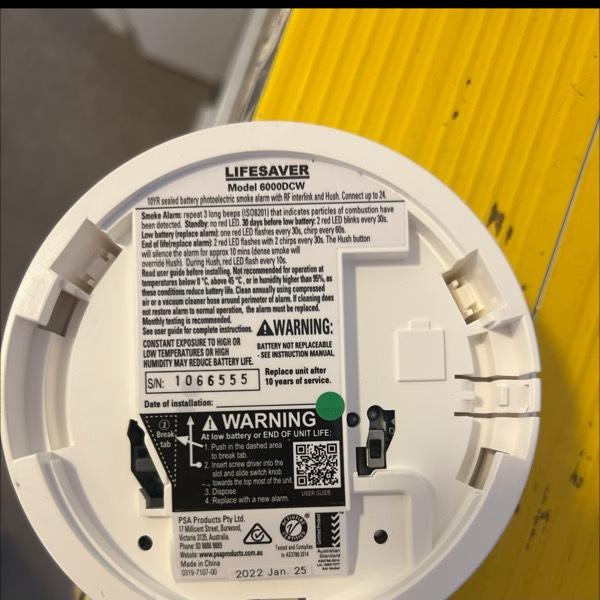 LIFESAVER
Model 6000DCW
10YR sealed battery photoelectric smoke alarm with RF interlink and Hush. Connect up to 24.
Smoke Alarm: repeat 3 long beeps (ISO8201) that indicates particles of combustion have
been detected. Standby: no red LED. 30 days before low battery: 2 red LED blinks every 30s.
Low battery (replace alarm): one red LED flashes every 30s, chirp every 60s.
End of life(replace alarm): 2 red LED flashes with 2 chirps every 30s. The Hush button
will silence the alarm for approx 10 mins (dense smoke will
override Hush). During Hush, red LED flash every 10s.
Read user guide before installing. Not recommended for operation at
temperatures below 0 °C, above 45 °C, or in humidity higher than 95%, as
these conditions reduce battery life. Clean annually using compressed
air or a vacuum cleaner hose around perimeter of alarm. If cleaning does
not restore alarm to normal operation, the alarm must be replaced.
Monthly testing is recommended.
See user guide for complete instructions.
WARNING:
CONSTANT EXPOSURE TO HIGH OR
LOW TEMPERATURES OR HIGH
HUMIDITY MAY REDUCE BATTERY LIFE.
BATTERY NOT REPLACEABLE
- SEE INSTRUCTION MANUAL.
S/N: 1066555
Replace unit after
10 years of service.
Date of installation:
WARNING
At low battery or END OF UNIT LIFE:
1. Push in the dashed area
to break tab.
2. Insert screw driver into the
slot and slide switch knob
towards the top most of the unit.
3. Dispose
4. Replace with a new alarm.
2
Break
tab
USER GUIDE
PSA Products Pty Ltd.
17 Millicent Street, Burwood,
Victoria 3125, Australia.
Phone: 03 9888 9889
Website: www.psaproducts.com.au
Made in China
0319-7107-00
2022 Jan. 25
ACTIVFIRE
Tested and Complies
to AS3786:2014
Australian
Standard